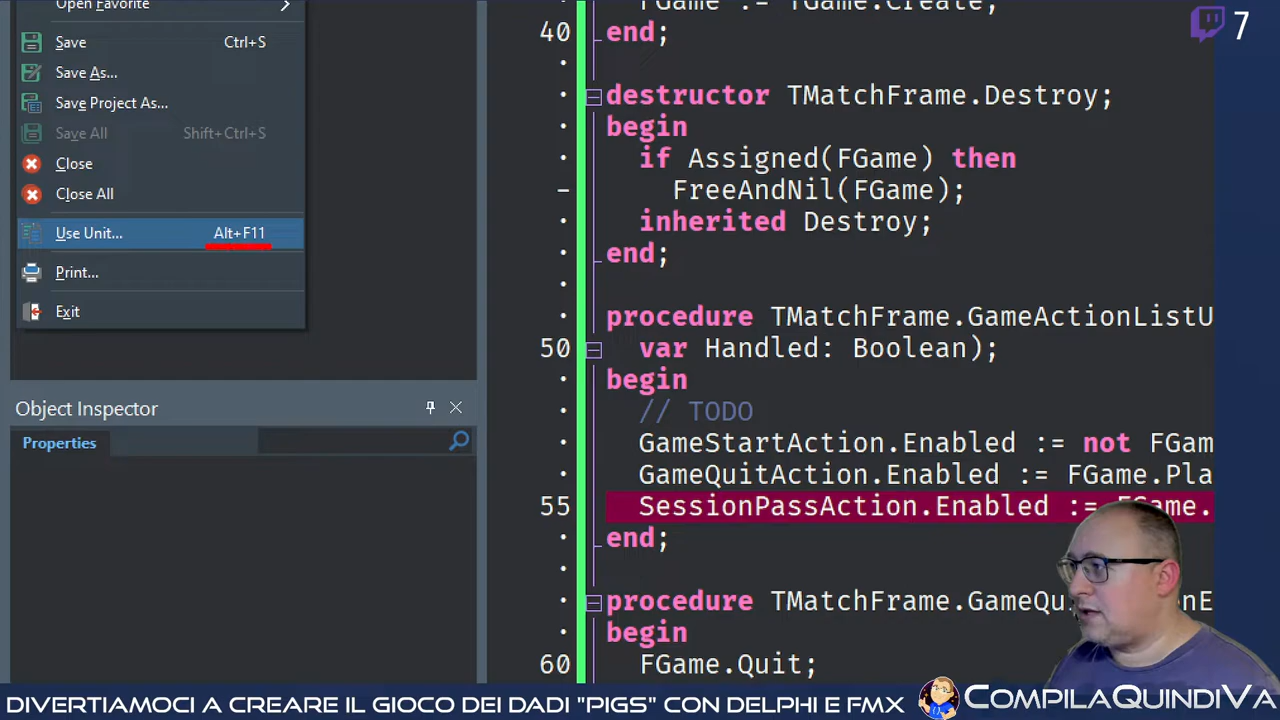 Open Favorite
Save Ctrl+S
Save As...
Save Project As...
Save All Shift+Ctrl+S
Close
Close All
Use Unit... Alt+F11
Print...
Exit
Object Inspector
Properties
FGame := TGame.Create;
40 end;
destructor TMatchFrame.Destroy;
begin
if Assigned(FGame) then
FreeAndNil(FGame);
inherited Destroy;
end;
procedure TMatchFrame.GameActionListU
50 var Handled: Boolean);
begin
// TODO
GameStartAction.Enabled := not FGam
GameQuitAction.Enabled := FGame.Pla
55 SessionPassAction.Enabled := FGame.
end;
procedure TMatchFrame.GameQu
begin
60 FGame.Quit;
7
DIVERTIAMOCI A CREARE IL GIOCO DEI DADI "PIGS" CON DELPHI E FMX
COMPILAQUINDIVA